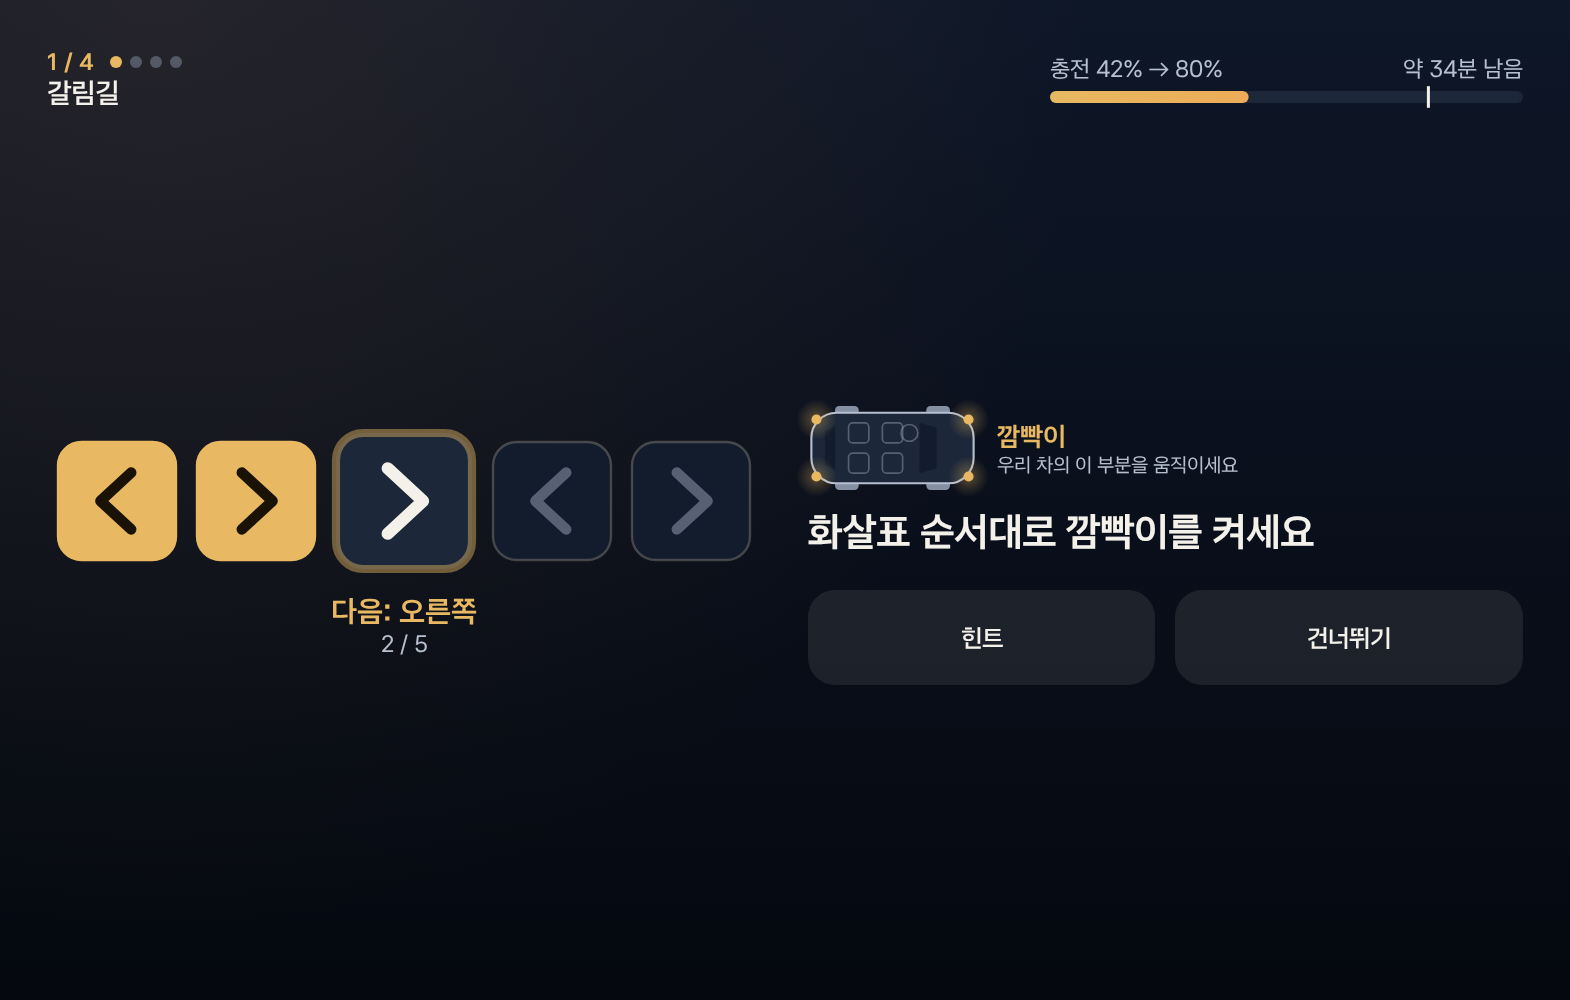 1 / 4
갈림길
충전 42% → 80%
약 34분 남음
다음: 오른쪽
2 / 5
깜빡이
우리 차의 이 부분을 움직이세요
화살표 순서대로 깜빡이를 켜세요
힌트
건너뛰기